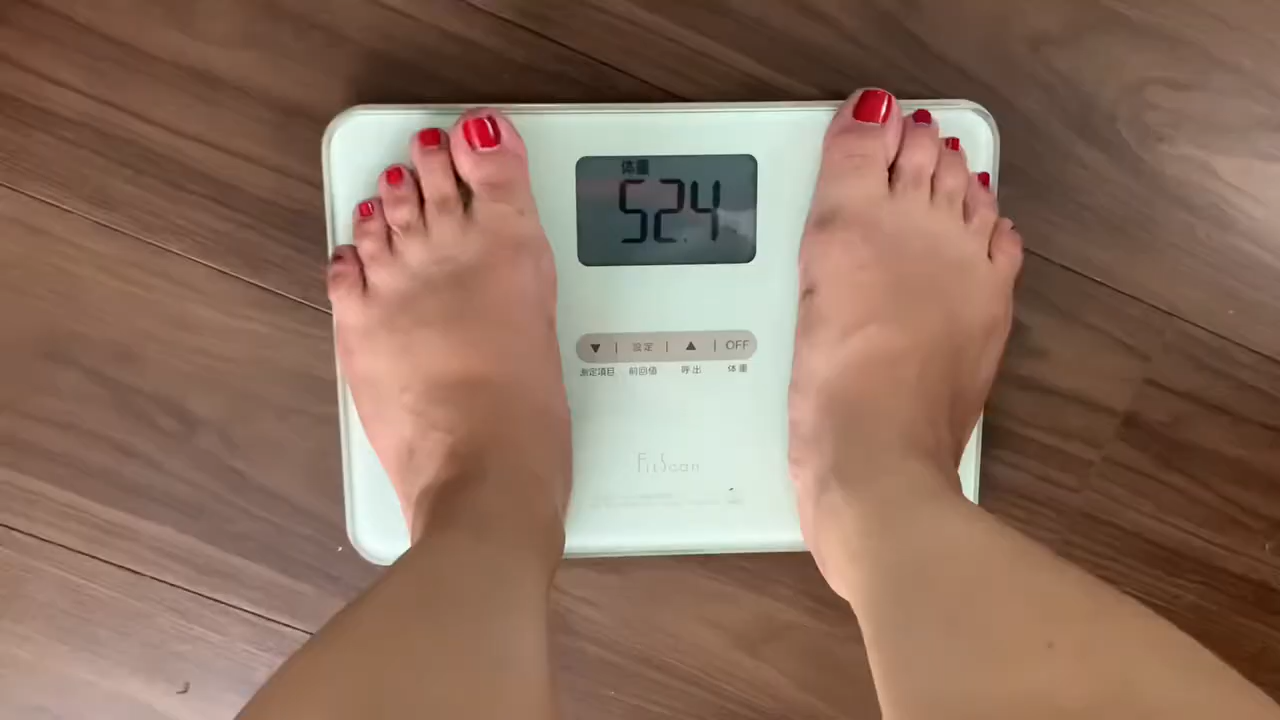 体重
52.4
▼ | 設定 | ▲ | OFF
測定項目 前回値 呼出 体重
FitScan